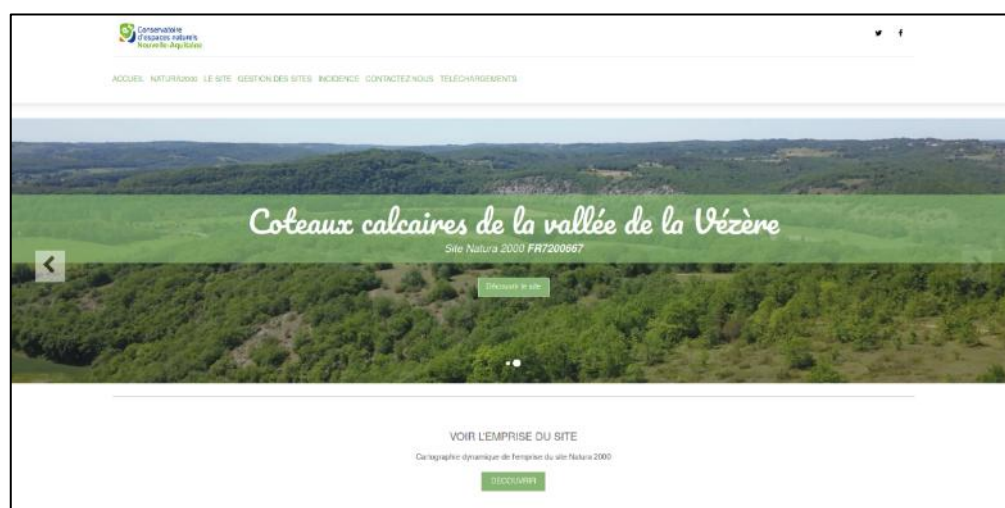 Conservatoire
d'espaces naturels
Nouvelle-Aquitaine
ACCUEIL NATURA2000 LE SITE GESTION DES SITES INCIDENCE CONTACTEZ NOUS TÉLÉCHARGEMENTS
Coteaux calcaires de la vallée de la Vézère
Site Natura 2000 FR7200667
Découvrir le site
VOIR L'EMPRISE DU SITE
Cartographie dynamique de l'emprise du site Natura 2000
DÉCOUVRIR